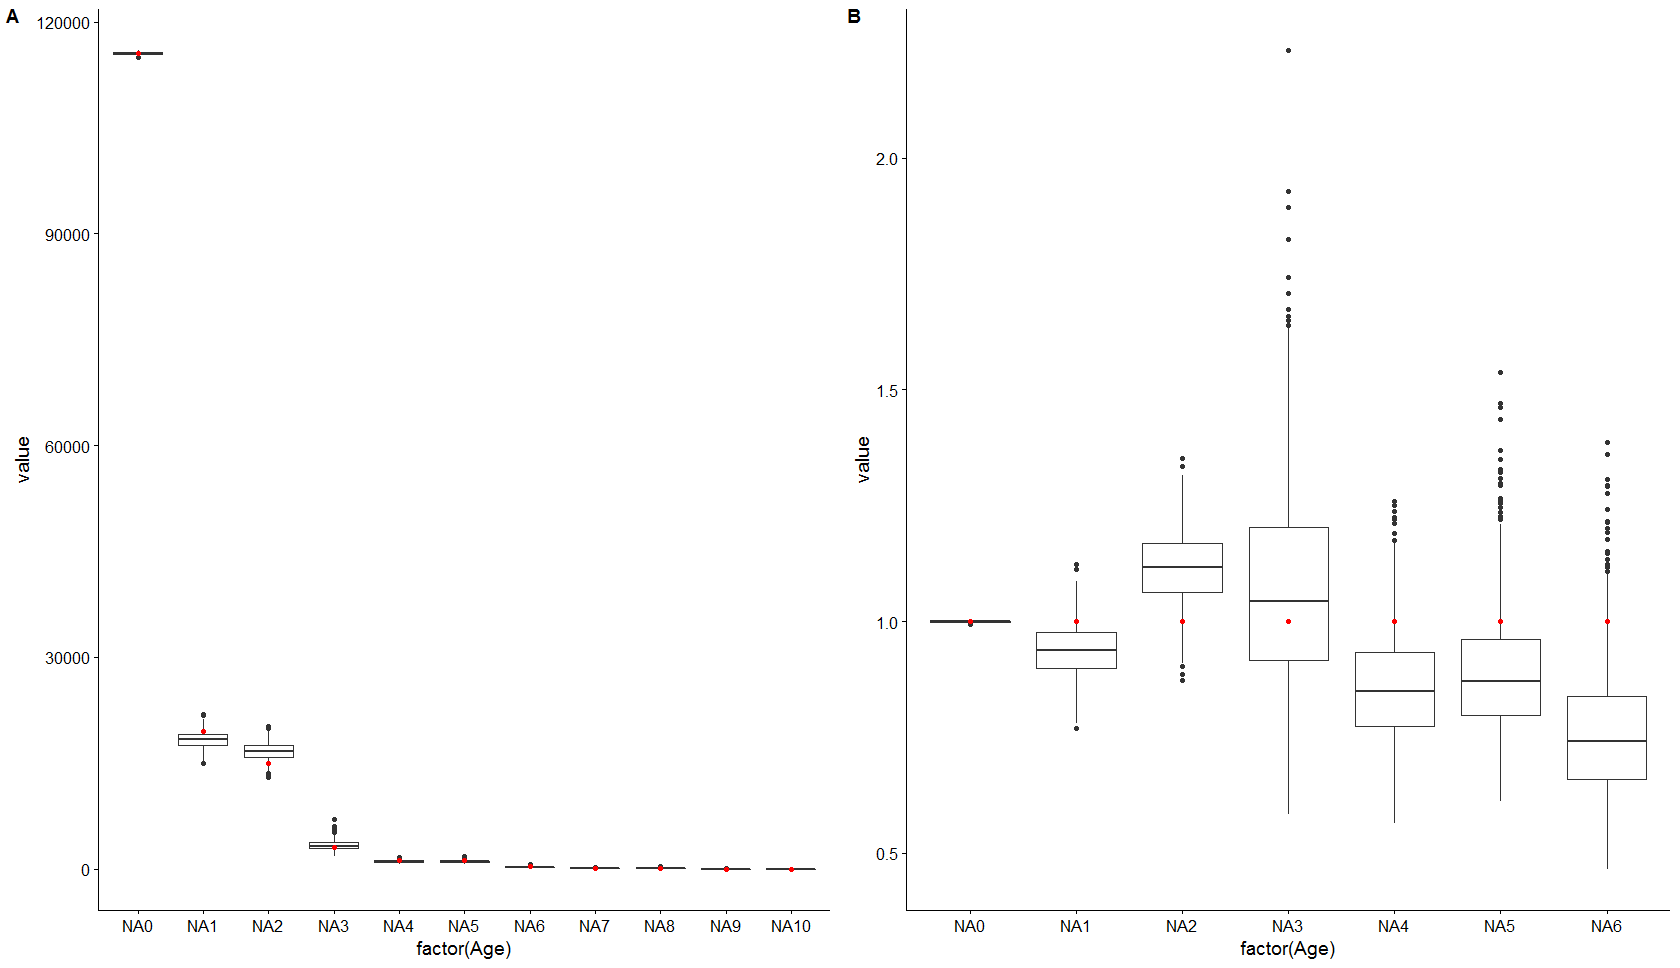 A
120000
90000
60000
30000
0
value
NA0 NA1 NA2 NA3 NA4 NA5 NA6 NA7 NA8 NA9 NA10
factor(Age)
B
2.0
1.5
1.0
0.5
value
NA0 NA1 NA2 NA3 NA4 NA5 NA6
factor(Age)